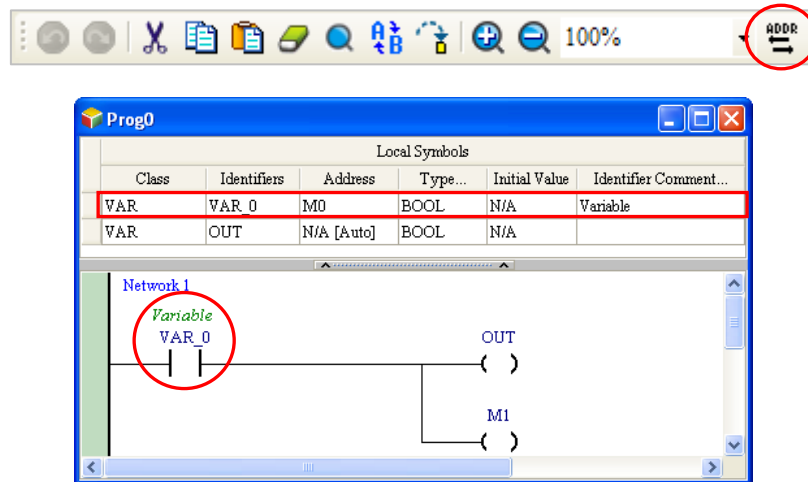 A B 100% ADDR
Prog0
Local Symbols
Class Identifiers Address Type... Initial Value Identifier Comment...
VAR VAR_0 M0 BOOL N/A Variable
VAR OUT N/A [Auto] BOOL N/A
Network 1
Variable
VAR_0 OUT
M1